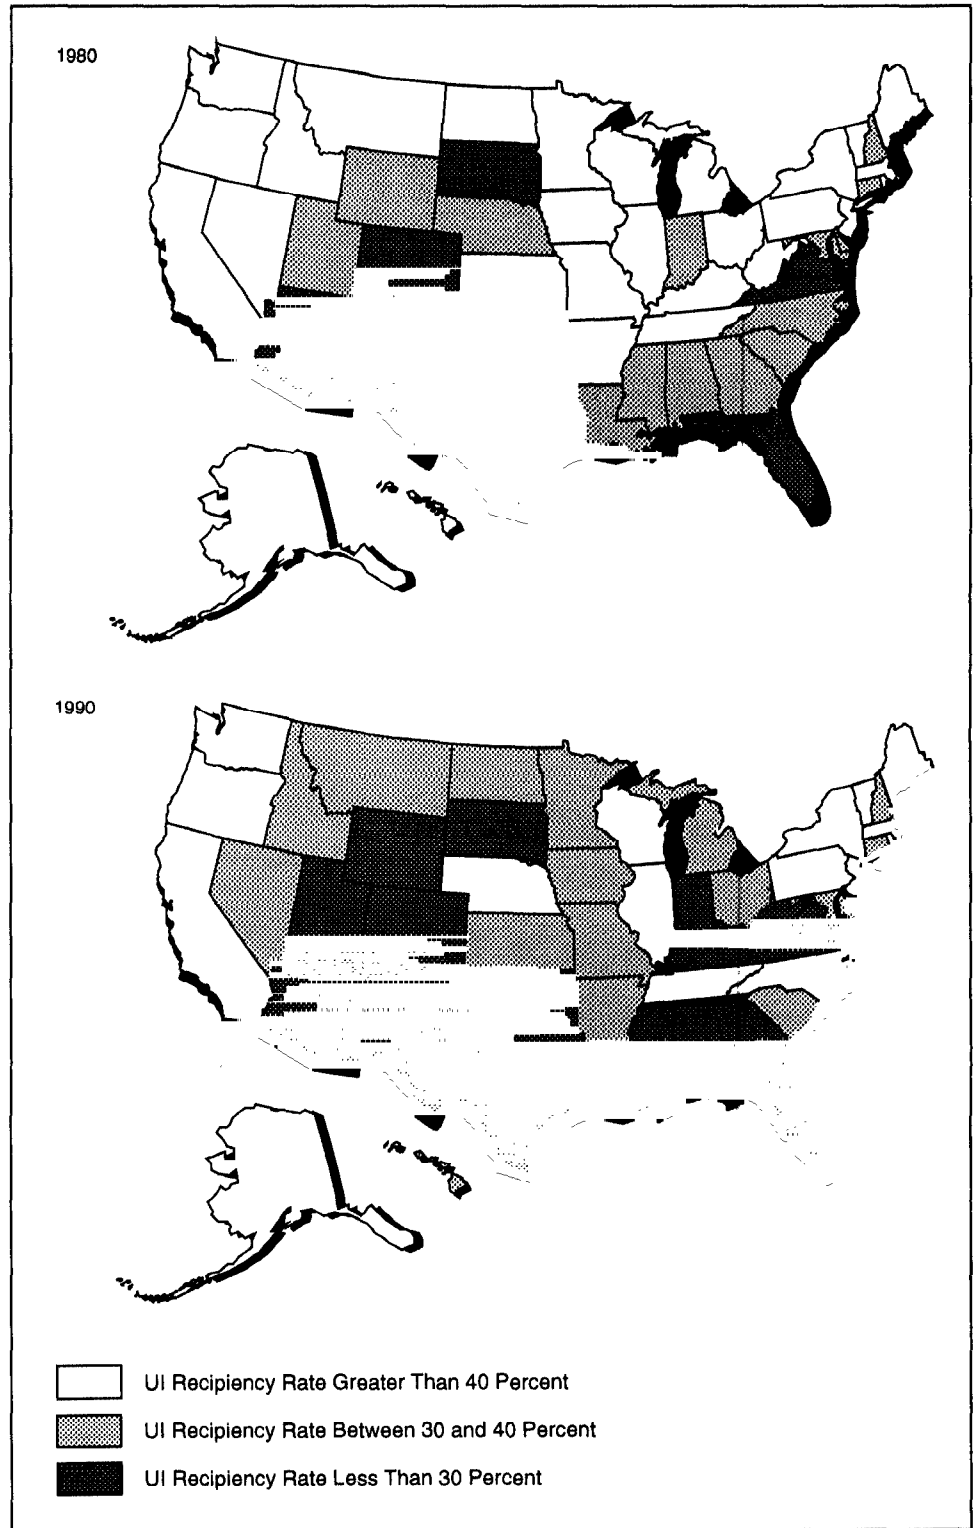 1980
1990
UI Recipiency Rate Greater Than 40 Percent
UI Recipiency Rate Between 30 and 40 Percent
UI Recipiency Rate Less Than 30 Percent